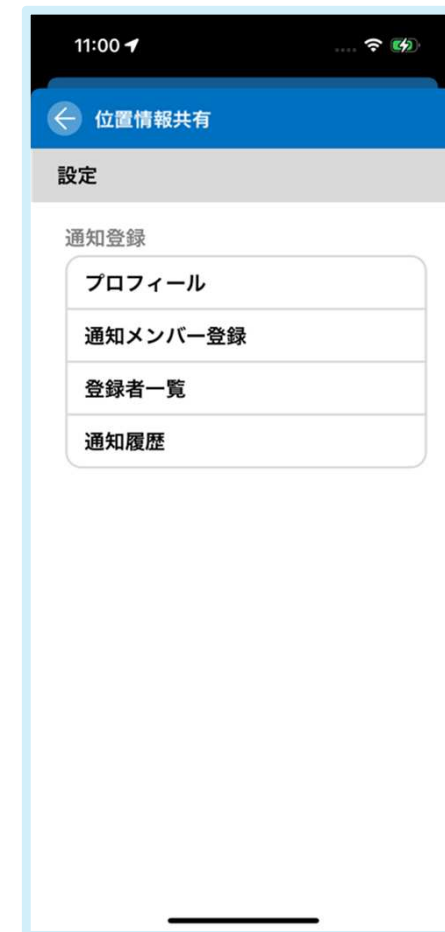 11:00
位置情報共有
設定
通知登録
プロフィール
通知メンバー登録
登録者一覧
通知履歴